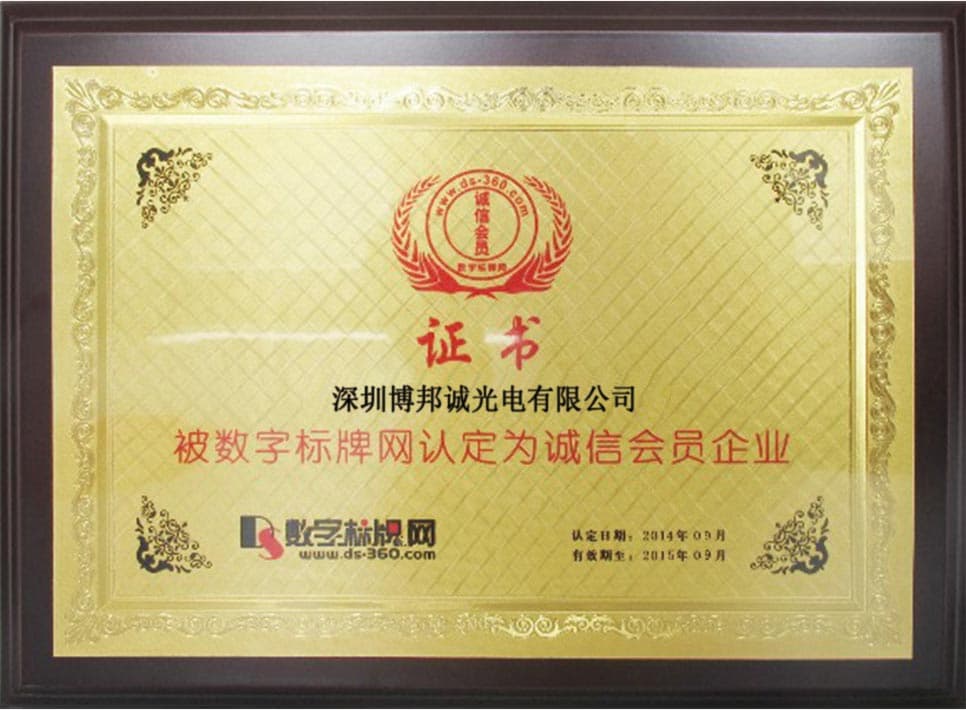 www.ds-360.com
诚信会员
数字标牌网
证书
深圳博邦诚光电有限公司
被数字标牌网认定为诚信会员企业
DS 数字标牌网
www.ds-360.com
认定日期：2014年09月
有效期至：2015年09月